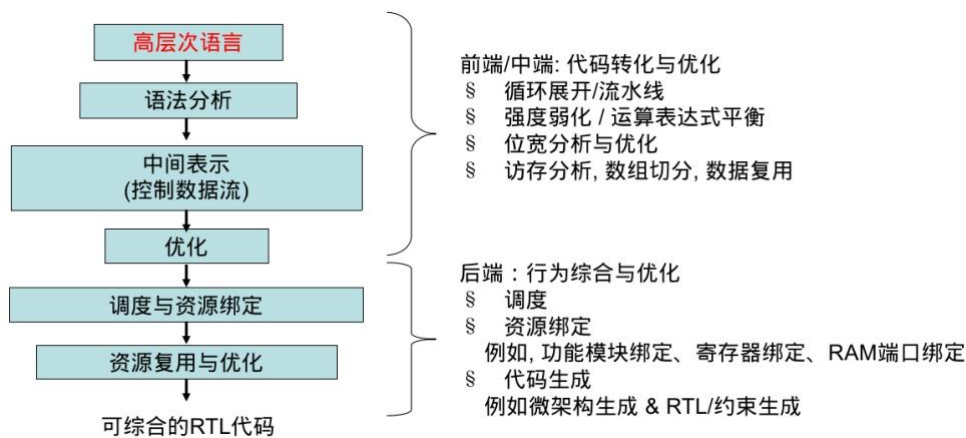 高层次语言
语法分析
中间表示
(控制数据流)
优化
调度与资源绑定
资源复用与优化
可综合的RTL代码
前端/中端: 代码转化与优化
§ 循环展开/流水线
§ 强度弱化 / 运算表达式平衡
§ 位宽分析与优化
§ 访存分析, 数组切分, 数据复用
后端：行为综合与优化
§ 调度
§ 资源绑定
例如, 功能模块绑定、寄存器绑定、RAM端口绑定
§ 代码生成
例如微架构生成 & RTL/约束生成